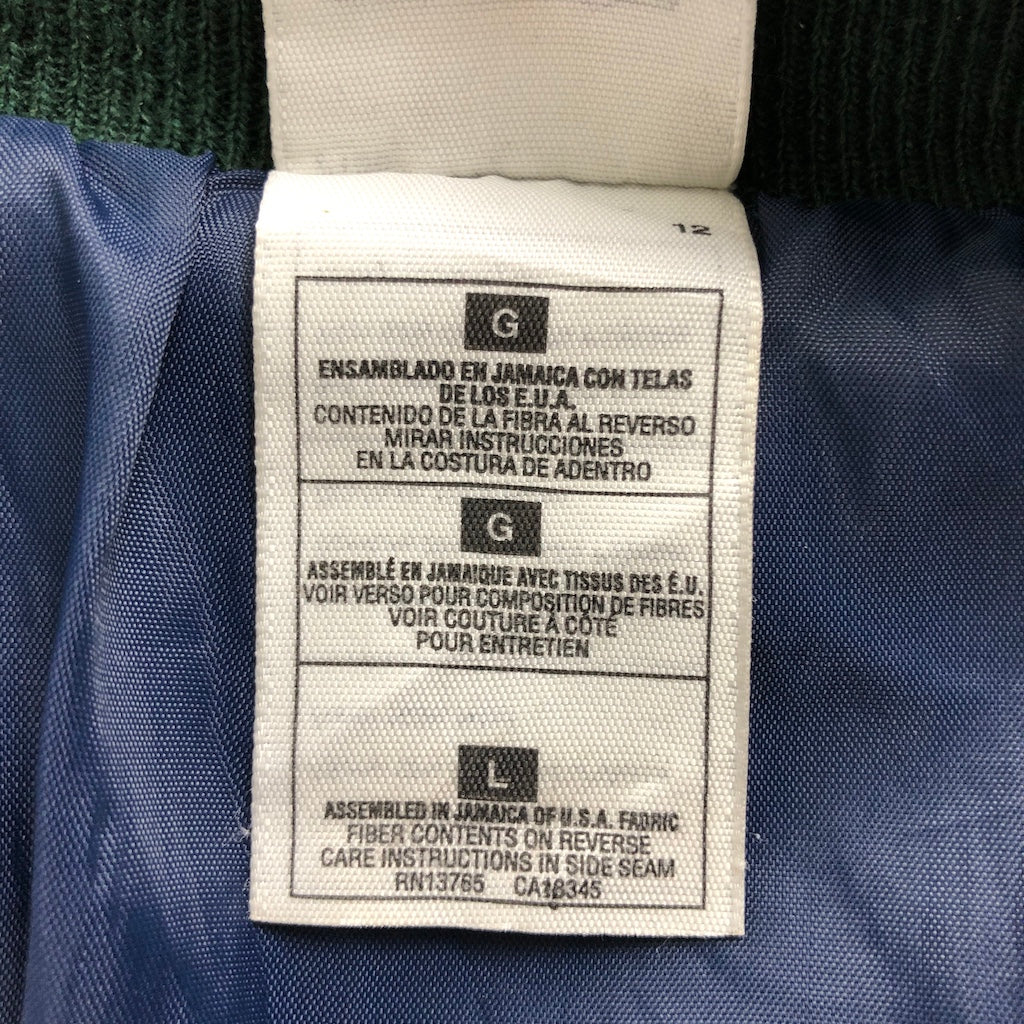 12
G
ENSAMBLADO EN JAMAICA CON TELAS
DE LOS E.U.A.
CONTENIDO DE LA FIBRA AL REVERSO
MIRAR INSTRUCCIONES
EN LA COSTURA DE ADENTRO
G
ASSEMBLÉ EN JAMAIQUE AVEC TISSUS DES É.U.
VOIR VERSO POUR COMPOSITION DE FIBRES
VOIR COUTURE À CÔTÉ
POUR ENTRETIEN
L
ASSEMBLED IN JAMAICA OF U.S.A. FABRIC
FIBER CONTENTS ON REVERSE
CARE INSTRUCTIONS IN SIDE SEAM
RN13765 CA18345